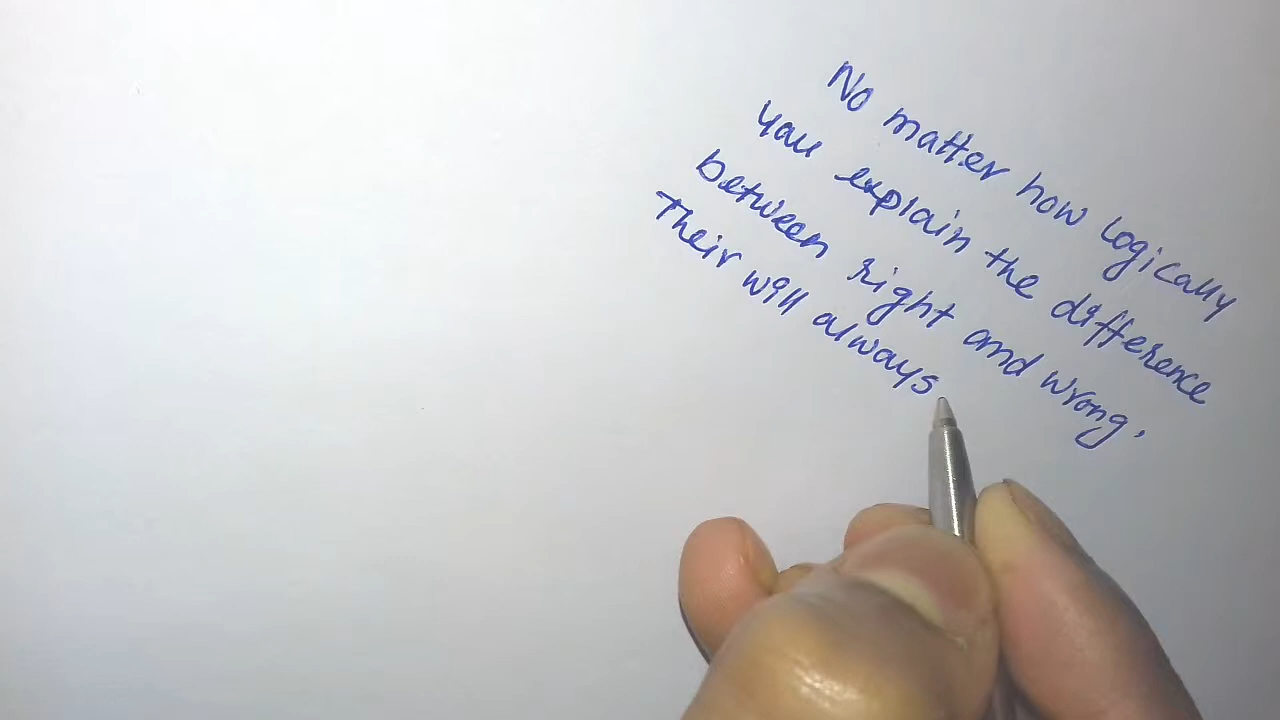 No matter how logically
you explain the difference
between right and wrong,
Their will always